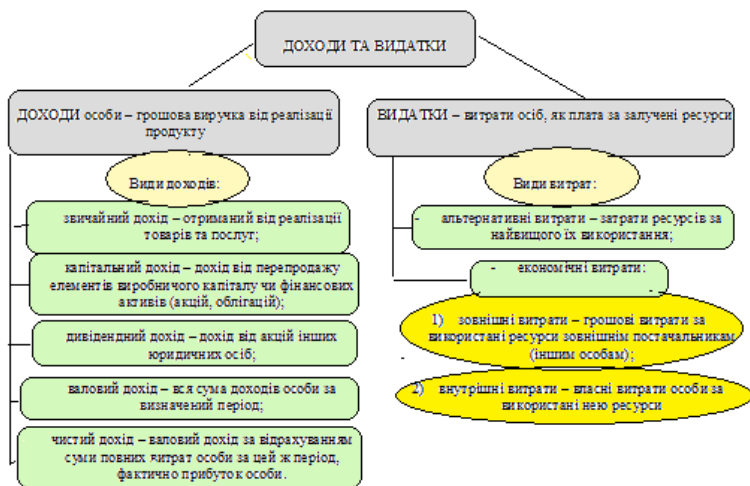 ДОХОДИ ТА ВИДАТКИ
ДОХОДИ особи – грошова виручка від реалізації
продукту
Види доходів:
звичайний дохід – отриманий від реалізації
товарів та послуг;
капітальний дохід – дохід від перепродажу
елементів виробничого капіталу чи фінансових
активів (акцій, облігацій);
дивідендний дохід – дохід від акцій інших
юридичних осіб;
валовий дохід – вся сума доходів особи за
визначений період;
чистий дохід – валовий дохід за відрахуванням
суми повних витрат особи за цей ж період,
фактично прибуток особи.
ВИДАТКИ – витрати осіб, як плата за залучені ресурси
Види витрат:
- альтернативні витрати – затрати ресурсів за
найвищого їх використання;
- економічні витрати:
1) зовнішні витрати – грошові витрати за
використані ресурси зовнішнім постачальникам
(іншим особам);
2) внутрішні витрати – власні витрати особи за
використані нею ресурси